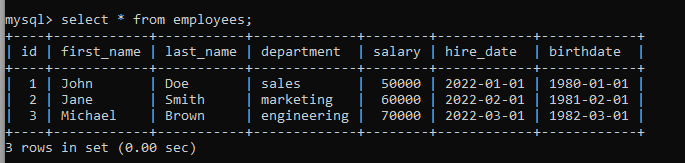 mysql> select * from employees;
+----+------------+-----------+-------------+--------+------------+------------+
| id | first_name | last_name | department  | salary | hire_date  | birthdate  |
+----+------------+-----------+-------------+--------+------------+------------+
|  1 | John       | Doe       | sales       |  50000 | 2022-01-01 | 1980-01-01 |
|  2 | Jane       | Smith     | marketing   |  60000 | 2022-02-01 | 1981-02-01 |
|  3 | Michael    | Brown     | engineering |  70000 | 2022-03-01 | 1982-03-01 |
+----+------------+-----------+-------------+--------+------------+------------+
3 rows in set (0.00 sec)